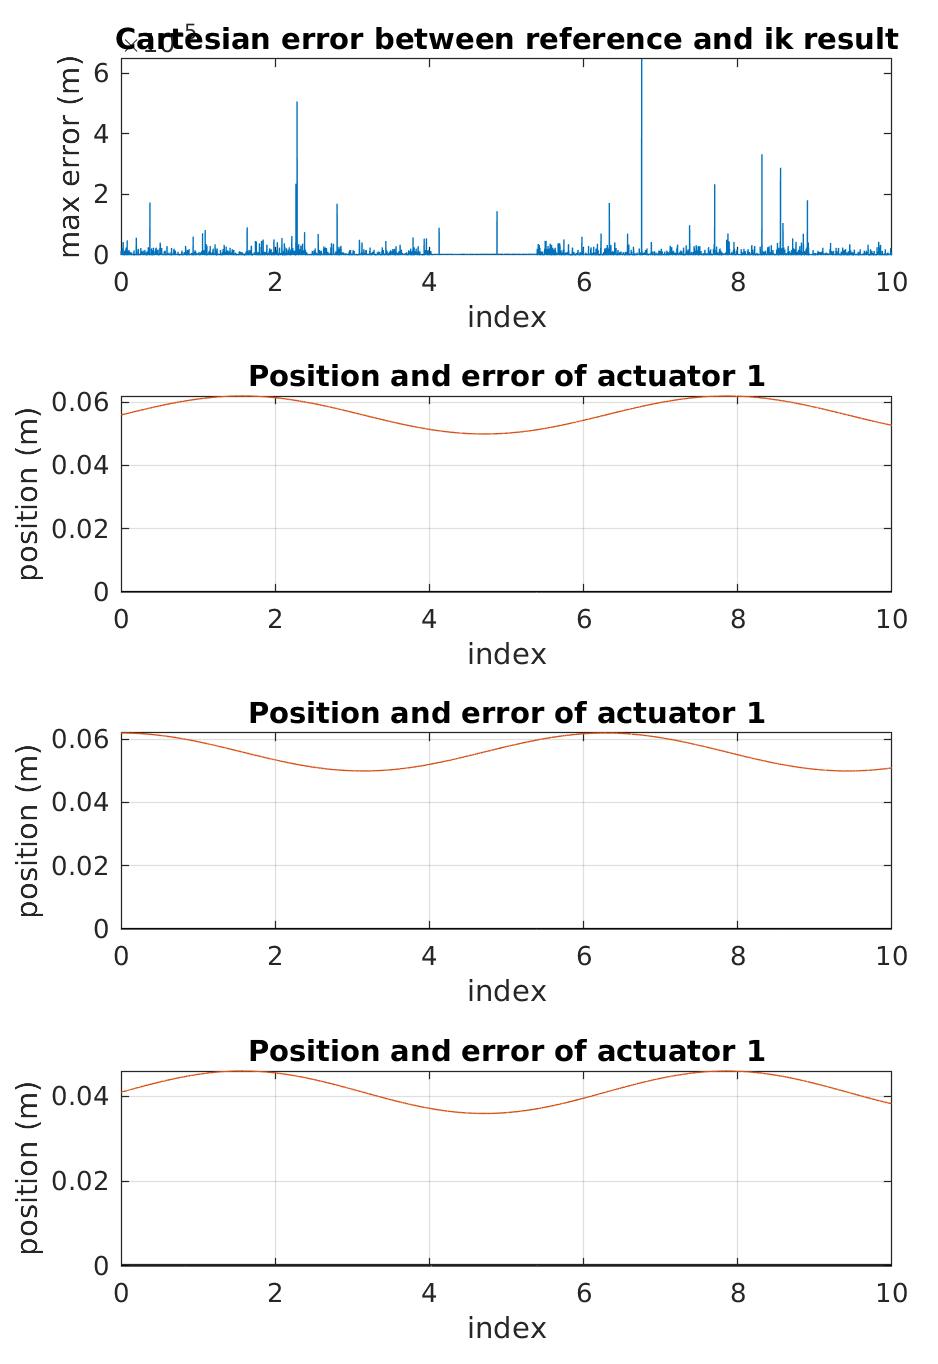 Cartesian error between reference and ik result
max error (m)
6
4
2
0
0 2 4 6 8 10
index
Position and error of actuator 1
position (m)
0.06
0.04
0.02
0
0 2 4 6 8 10
index
Position and error of actuator 1
position (m)
0.06
0.04
0.02
0
0 2 4 6 8 10
index
Position and error of actuator 1
position (m)
0.04
0.02
0
0 2 4 6 8 10
index